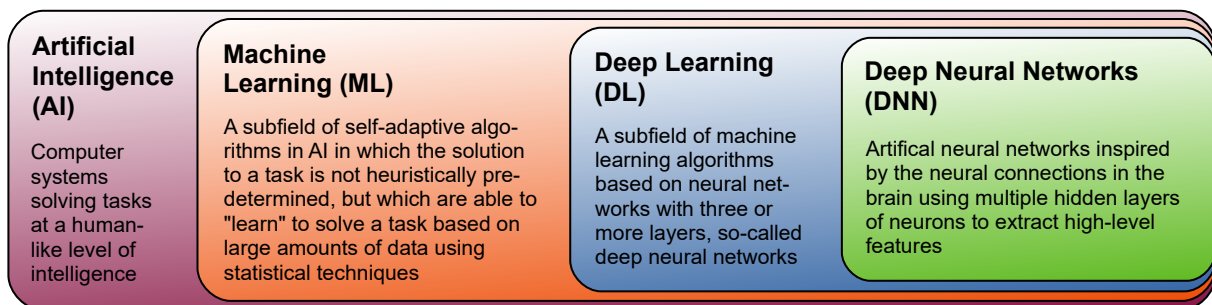 Artificial
Intelligence
(AI)
Computer
systems
solving tasks
at a human-
like level of
intelligence
Machine
Learning (ML)
A subfield of self-adaptive algo-
rithms in AI in which the solution
to a task is not heuristically pre-
determined, but which are able to
"learn" to solve a task based on
large amounts of data using
statistical techniques
Deep Learning
(DL)
A subfield of machine
learning algorithms
based on neural net-
works with three or
more layers, so-called
deep neural networks
Deep Neural Networks
(DNN)
Artifical neural networks inspired
by the neural connections in the
brain using multiple hidden layers
of neurons to extract high-level
features